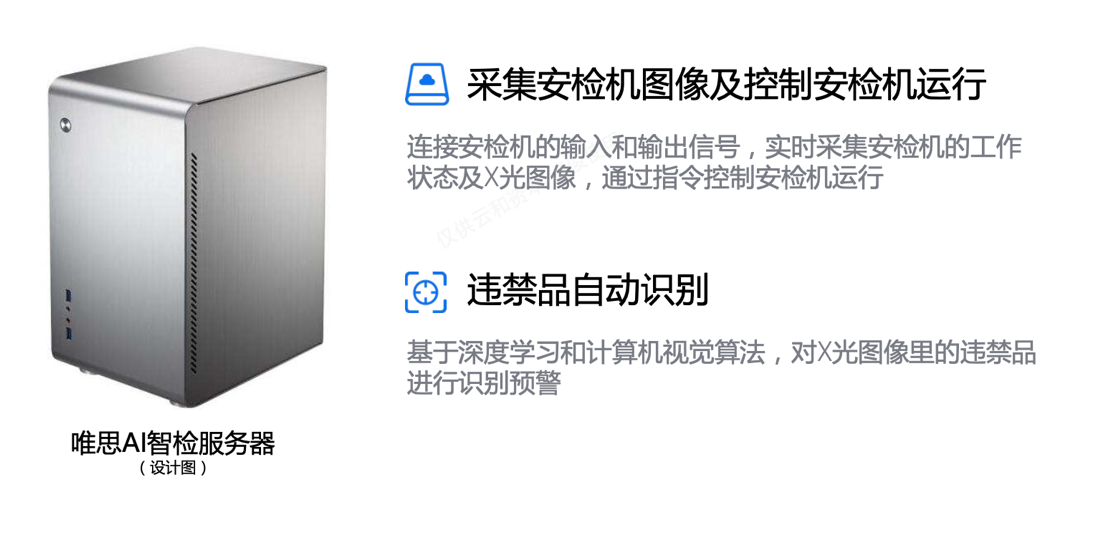 采集安检机图像及控制安检机运行
连接安检机的输入和输出信号，实时采集安检机的工作
状态及X光图像，通过指令控制安检机运行
违禁品自动识别
基于深度学习和计算机视觉算法，对X光图像里的违禁品
进行识别预警
唯思AI智检服务器
（设计图）
仅供云和